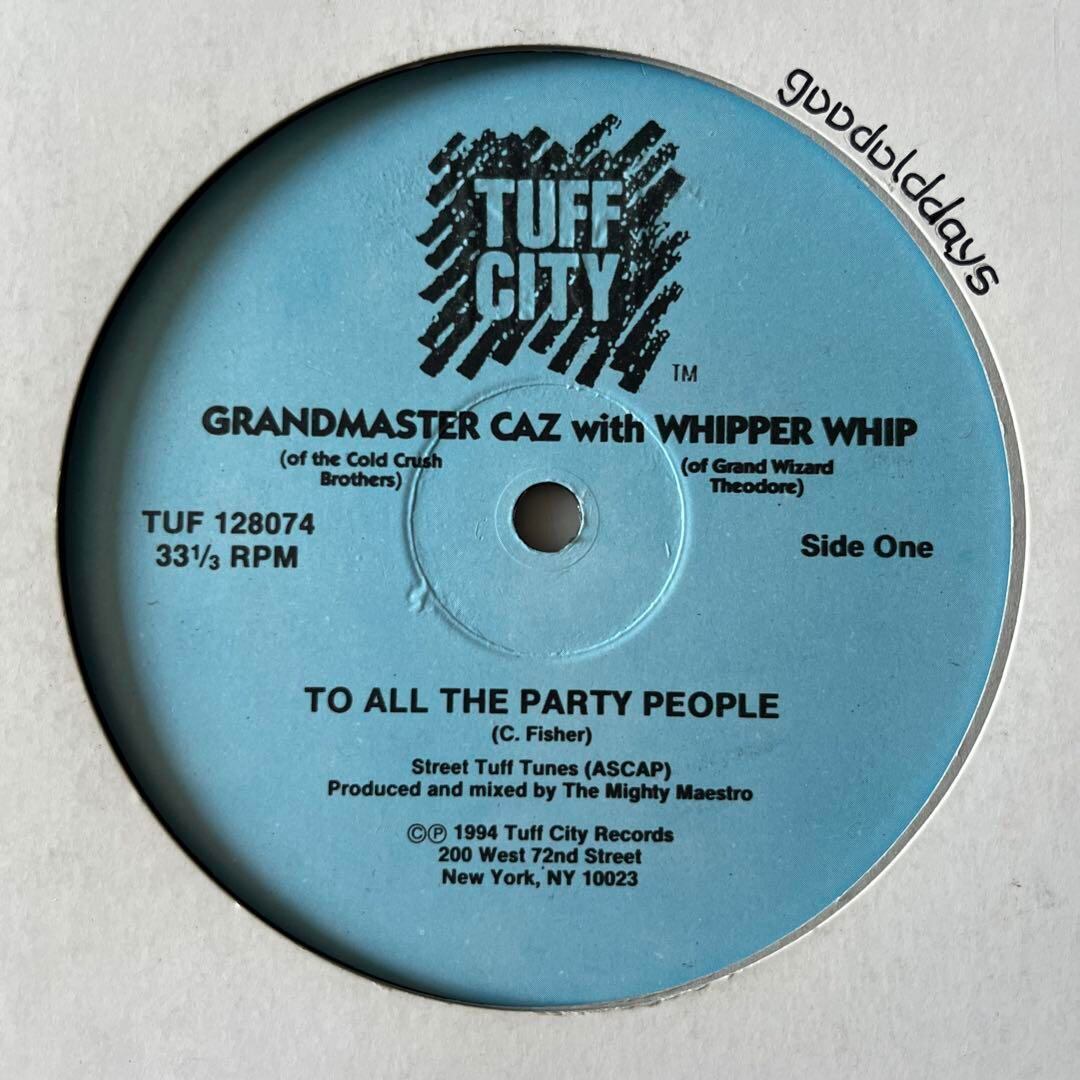 goodolddays
TUFF
CITY
TM
GRANDMASTER CAZ with WHIPPER WHIP
(of the Cold Crush
Brothers)
(of Grand Wizard
Theodore)
TUF 128074
33 1/3 RPM
Side One
TO ALL THE PARTY PEOPLE
(C. Fisher)
Street Tuff Tunes (ASCAP)
Produced and mixed by The Mighty Maestro
©℗ 1994 Tuff City Records
200 West 72nd Street
New York, NY 10023